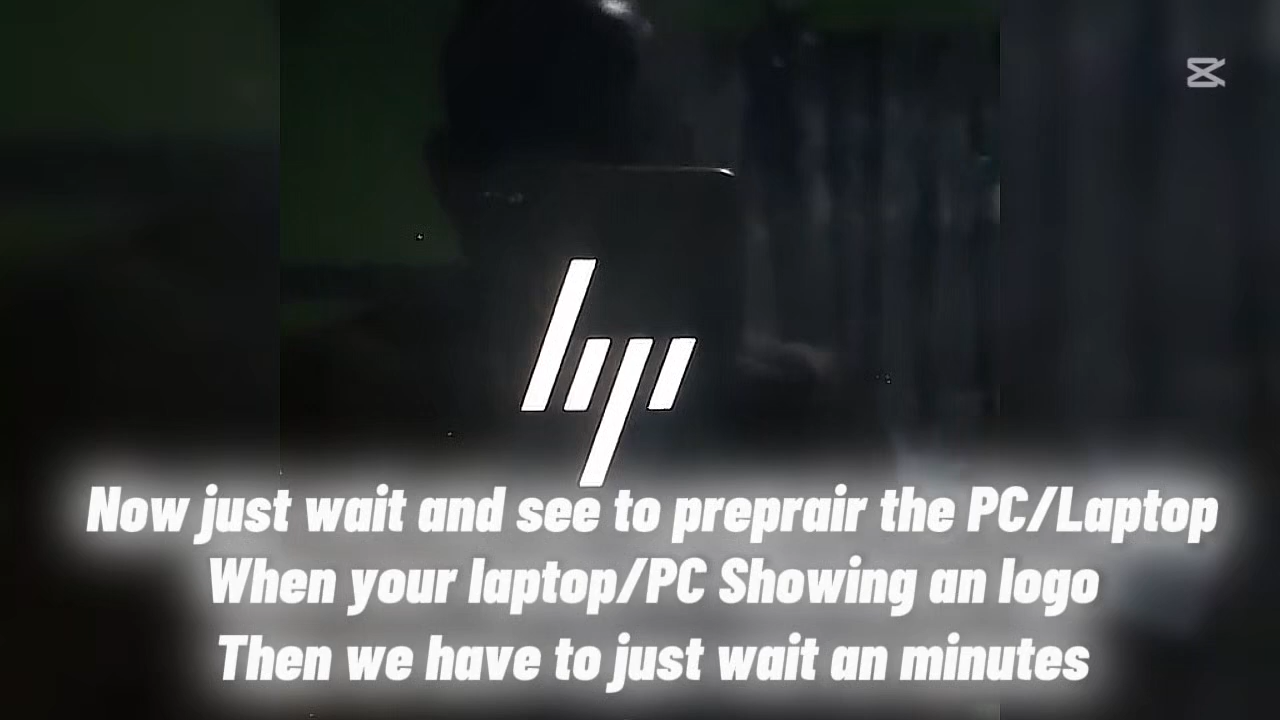 hp
Now just wait and see to preprair the PC/Laptop
When your laptop/PC Showing an logo
Then we have to just wait an minutes